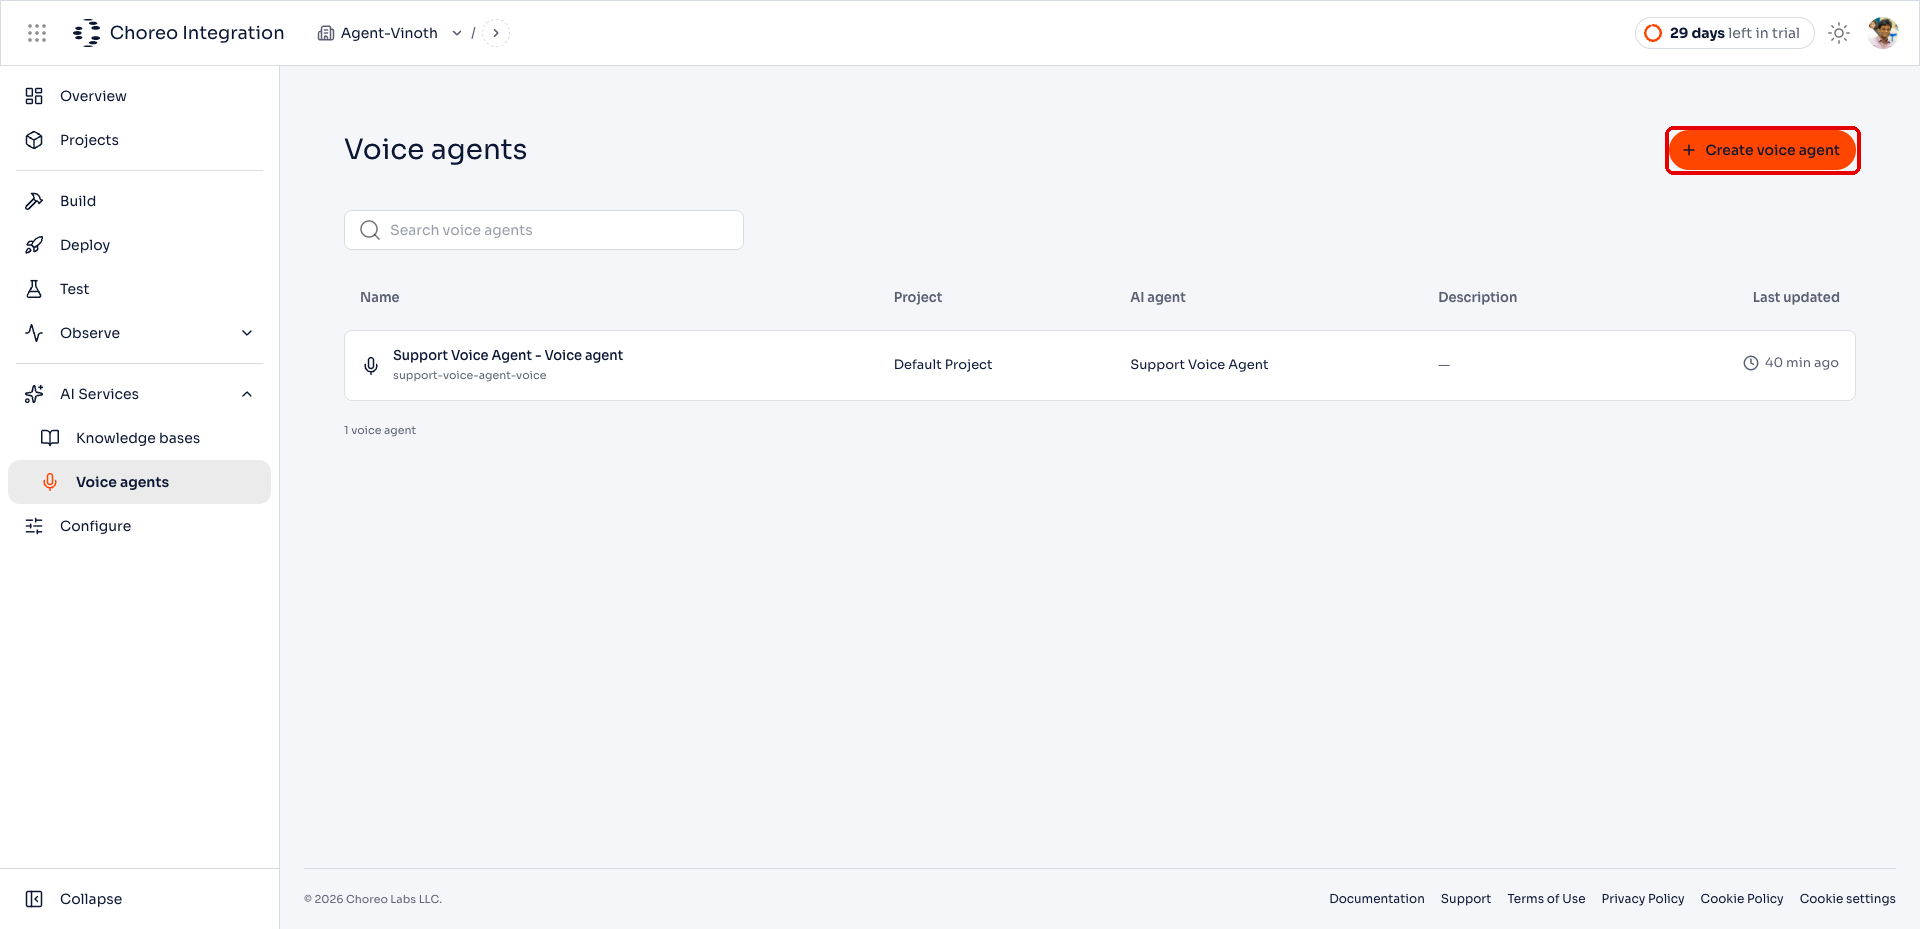 Choreo Integration
Agent-Vinoth
/
29 days left in trial
Overview
Projects
Build
Deploy
Test
Observe
AI Services
Knowledge bases
Voice agents
Configure
Collapse
Voice agents
+ Create voice agent
Search voice agents
Name Project AI agent Description Last updated
Support Voice Agent - Voice agent
support-voice-agent-voice
Default Project
Support Voice Agent
—
40 min ago
1 voice agent
© 2026 Choreo Labs LLC.
Documentation Support Terms of Use Privacy Policy Cookie Policy Cookie settings